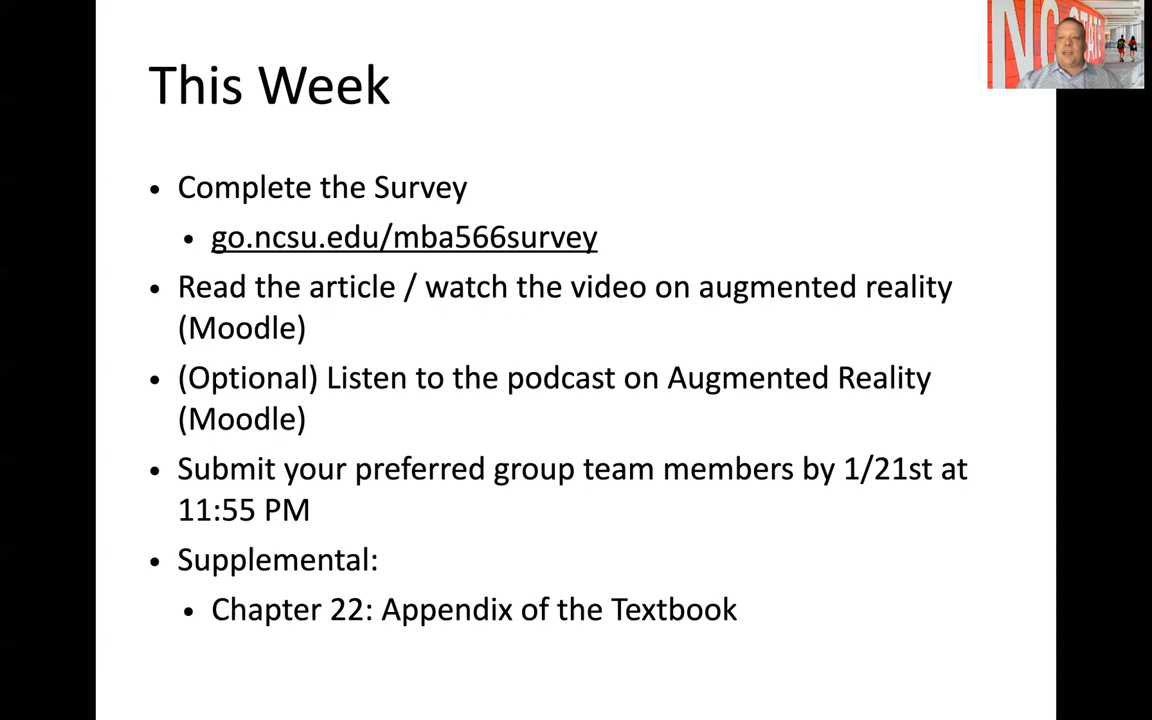 NC STATE
This Week
• Complete the Survey
• go.ncsu.edu/mba566survey
• Read the article / watch the video on augmented reality
(Moodle)
• (Optional) Listen to the podcast on Augmented Reality
(Moodle)
• Submit your preferred group team members by 1/21st at
11:55 PM
• Supplemental:
• Chapter 22: Appendix of the Textbook